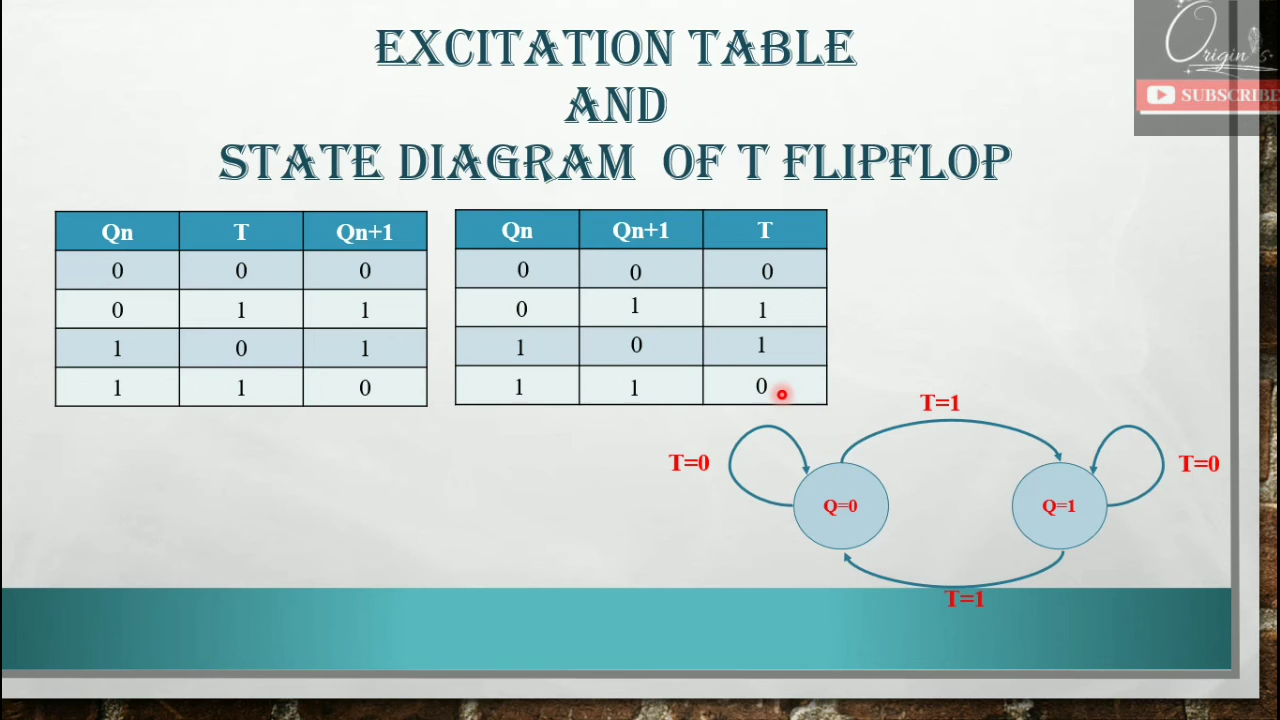 EXCITATION TABLE
AND
STATE DIAGRAM OF T FLIPFLOP
Origin's
SUBSCRIBE
Qn T Qn+1
0 0 0
0 1 1
1 0 1
1 1 0
Qn Qn+1 T
0 0 0
0 1 1
1 0 1
1 1 0
T=1
T=0
T=0
Q=0
Q=1
T=1